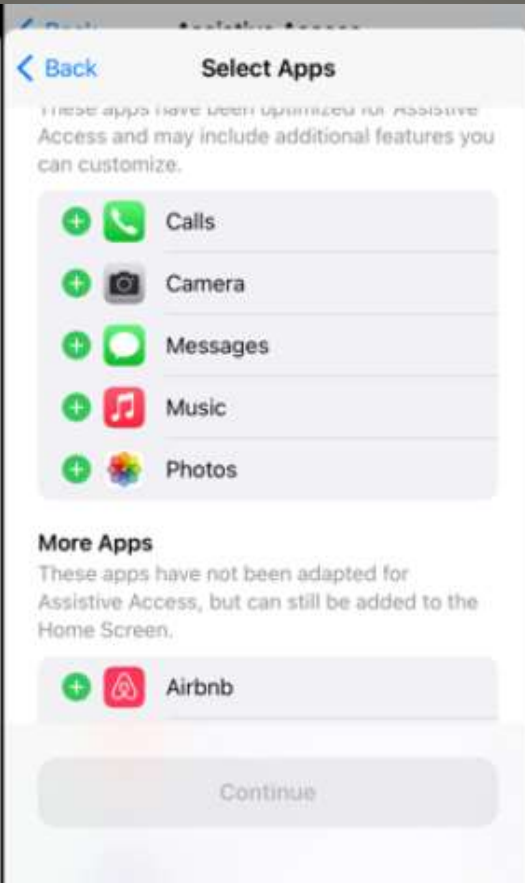 Back
Select Apps
These apps have been optimized for Assistive
Access and may include additional features you
can customize.
Calls
Camera
Messages
Music
Photos
More Apps
These apps have not been adapted for
Assistive Access, but can still be added to the
Home Screen.
Airbnb
Continue